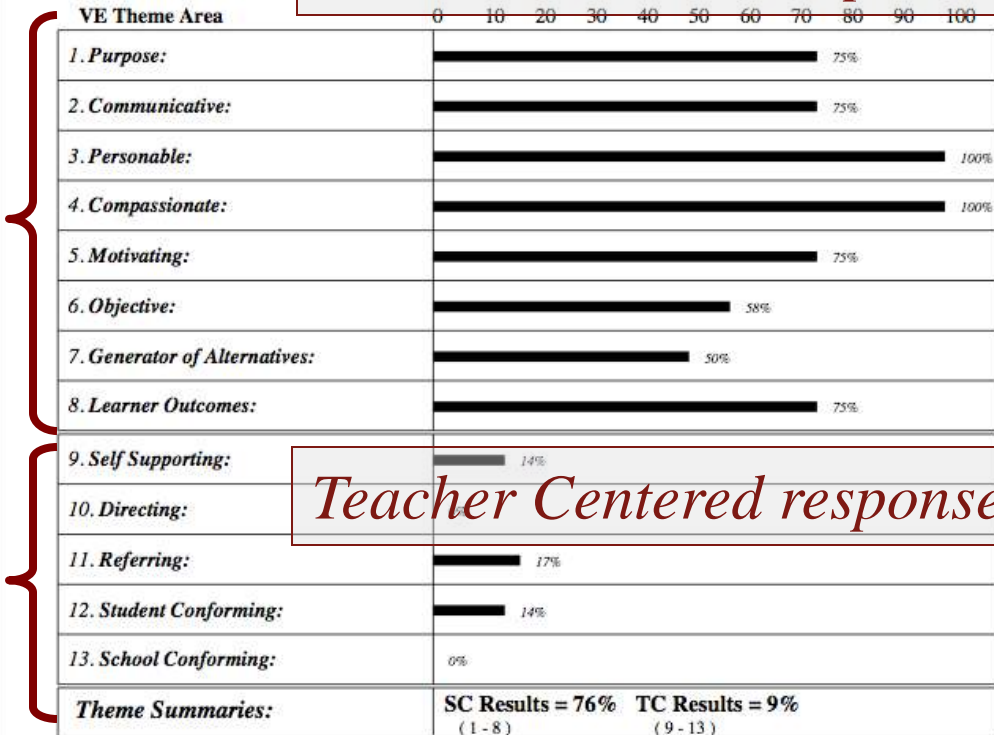 VE Theme Area 0 10 20 30 40 50 60 70 80 90 100
1. Purpose: 75%
2. Communicative: 75%
3. Personable: 100%
4. Compassionate: 100%
5. Motivating: 75%
6. Objective: 58%
7. Generator of Alternatives: 50%
8. Learner Outcomes: 75%
9. Self Supporting: 14%
10. Directing:
Teacher Centered response
11. Referring: 17%
12. Student Conforming: 14%
13. School Conforming: 0%
Theme Summaries: SC Results = 76% TC Results = 9%
( 1 - 8 ) ( 9 - 13 )